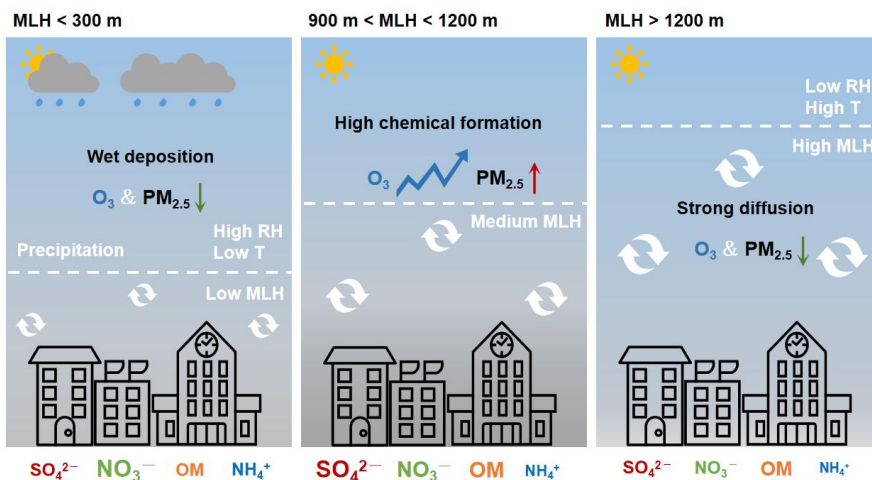 MLH < 300 m
Wet deposition
O₃ & PM₂.₅
Precipitation
High RH
Low T
Low MLH
SO₄²⁻ NO₃⁻ OM NH₄⁺
900 m < MLH < 1200 m
High chemical formation
O₃ PM₂.₅
Medium MLH
SO₄²⁻ NO₃⁻ OM NH₄⁺
MLH > 1200 m
Low RH
High T
High MLH
Strong diffusion
O₃ & PM₂.₅
SO₄²⁻ NO₃⁻ OM NH₄⁺